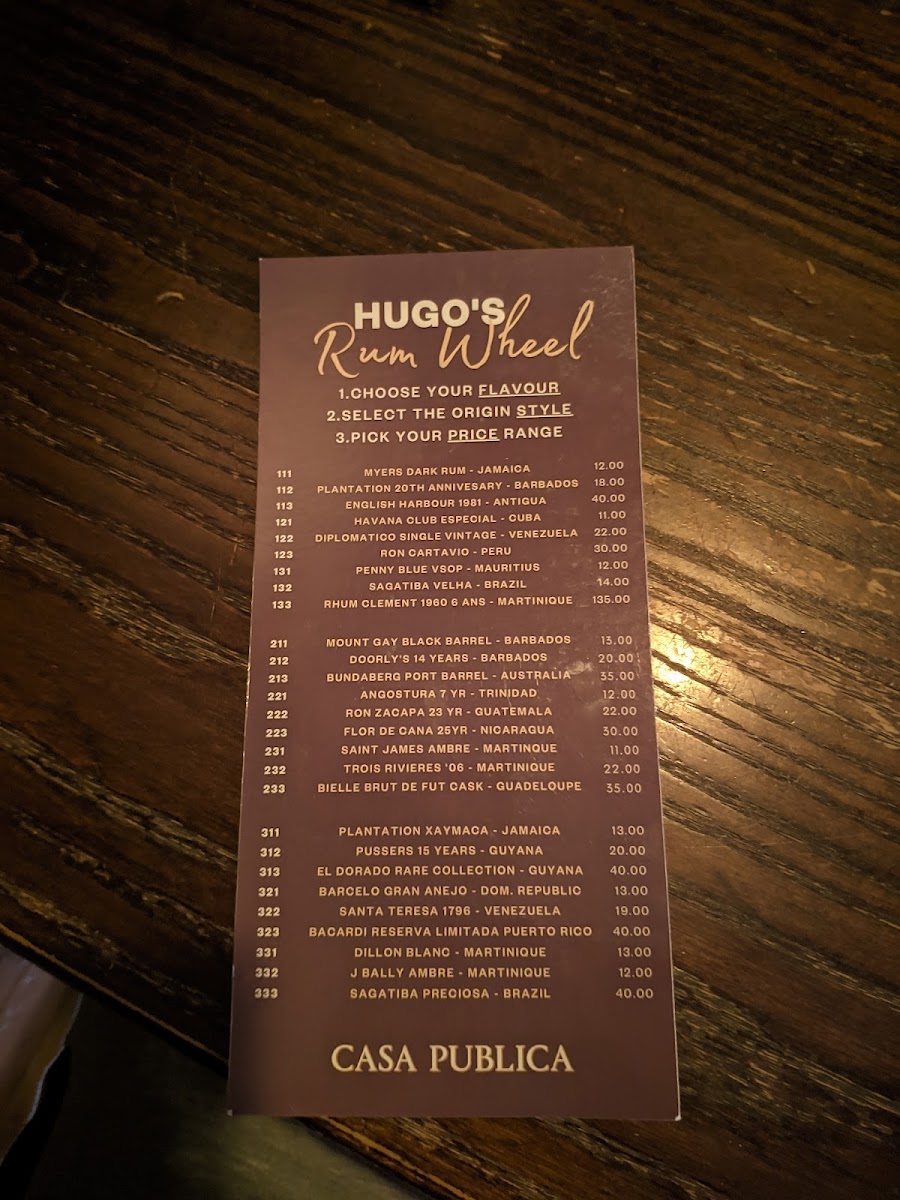 HUGO'S
Rum Wheel
1.CHOOSE YOUR FLAVOUR
2.SELECT THE ORIGIN STYLE
3.PICK YOUR PRICE RANGE
111 MYERS DARK RUM - JAMAICA 12.00
112 PLANTATION 20TH ANNIVESARY - BARBADOS 18.00
113 ENGLISH HARBOUR 1981 - ANTIGUA 40.00
121 HAVANA CLUB ESPECIAL - CUBA 11.00
122 DIPLOMATICO SINGLE VINTAGE - VENEZUELA 22.00
123 RON CARTAVIO - PERU 30.00
131 PENNY BLUE VSOP - MAURITIUS 12.00
132 SAGATIBA VELHA - BRAZIL 14.00
133 RHUM CLEMENT 1960 6 ANS - MARTINIQUE 135.00
211 MOUNT GAY BLACK BARREL - BARBADOS 13.00
212 DOORLY'S 14 YEARS - BARBADOS 20.00
213 BUNDABERG PORT BARREL - AUSTRALIA 35.00
221 ANGOSTURA 7 YR - TRINIDAD 12.00
222 RON ZACAPA 23 YR - GUATEMALA 22.00
223 FLOR DE CANA 25YR - NICARAGUA 30.00
231 SAINT JAMES AMBRE - MARTINQUE 11.00
232 TROIS RIVIERES '06 - MARTINIQUE 22.00
233 BIELLE BRUT DE FUT CASK - GUADELOUPE 35.00
311 PLANTATION XAYMACA - JAMAICA 13.00
312 PUSSERS 15 YEARS - GUYANA 20.00
313 EL DORADO RARE COLLECTION - GUYANA 40.00
321 BARCELO GRAN ANEJO - DOM. REPUBLIC 13.00
322 SANTA TERESA 1796 - VENEZUELA 19.00
323 BACARDI RESERVA LIMITADA PUERTO RICO 40.00
331 DILLON BLANC - MARTINIQUE 13.00
332 J BALLY AMBRE - MARTINIQUE 12.00
333 SAGATIBA PRECIOSA - BRAZIL 40.00
CASA PUBLICA